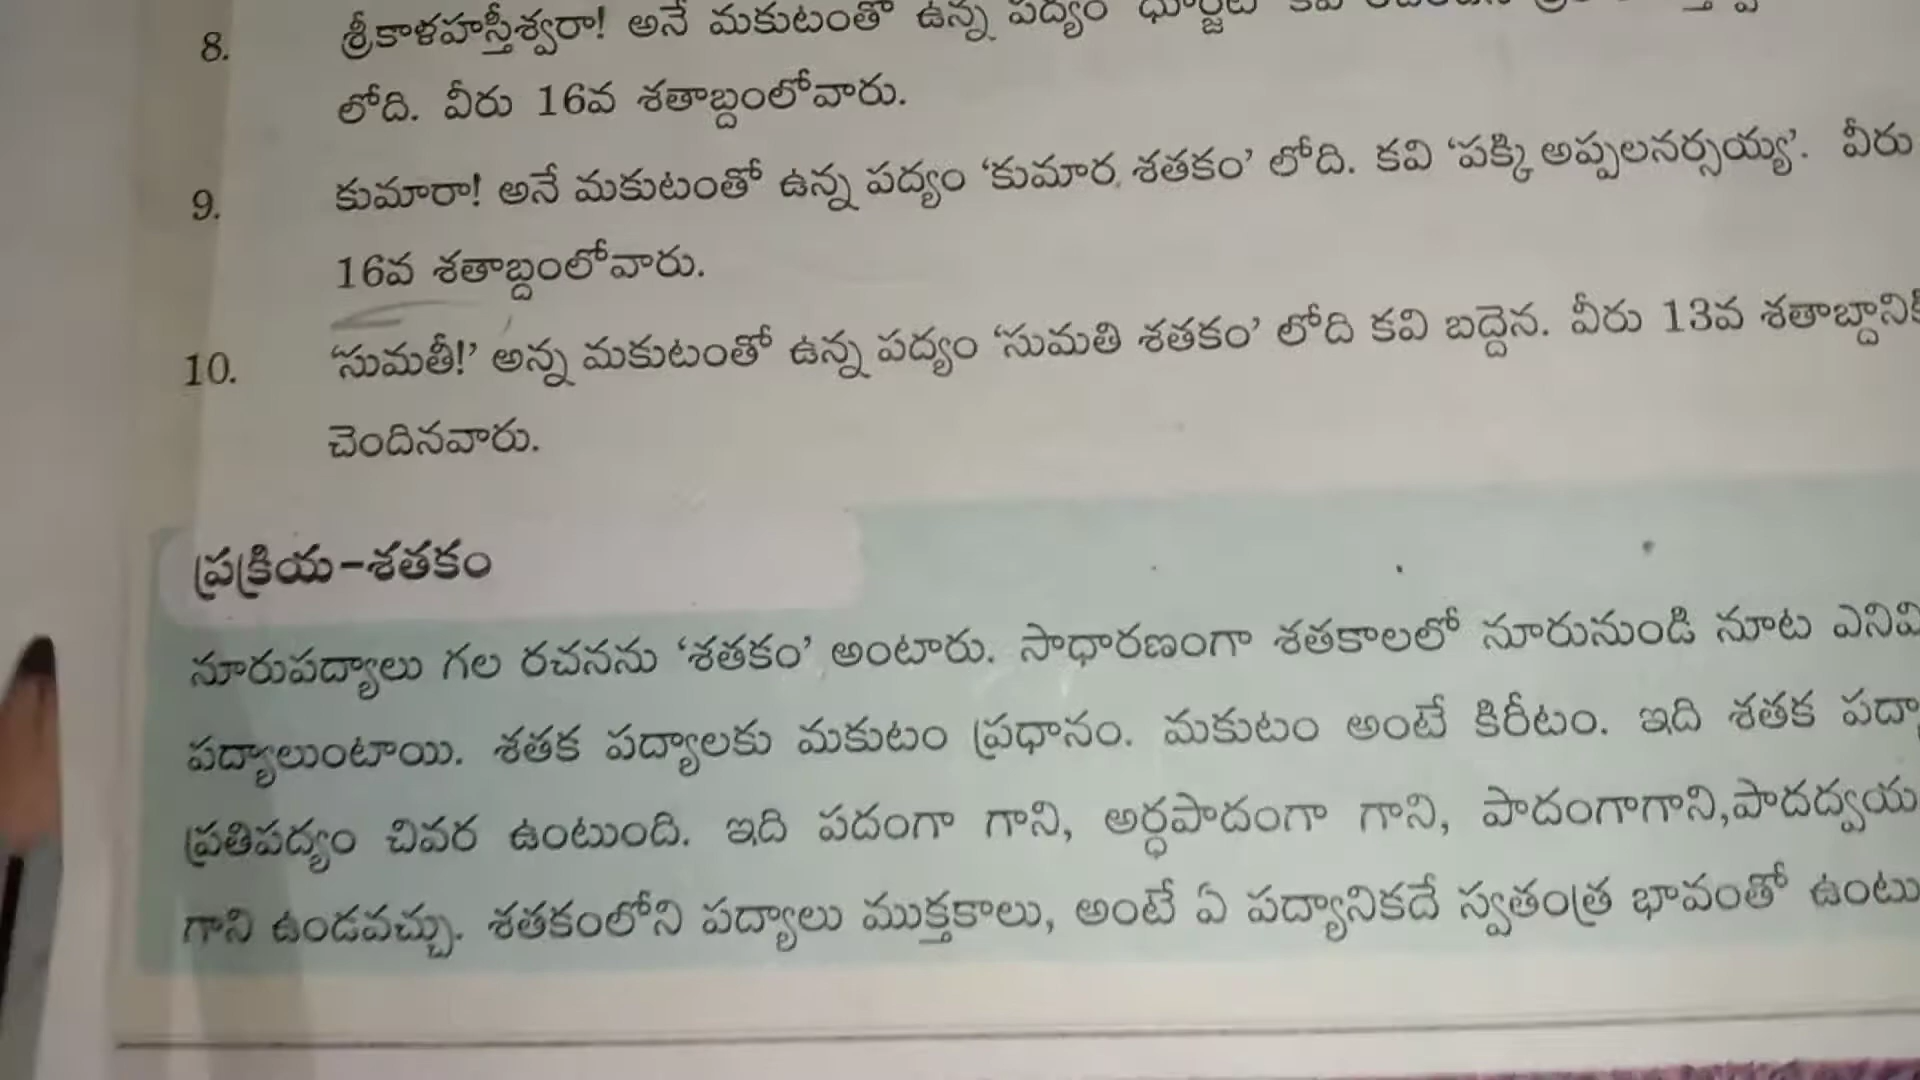 8. శ్రీకాళహస్తీశ్వరా! అనే మకుటంతో ఉన్న పద్యం
లోది. వీరు 16వ శతాబ్దంలోవారు.
9. కుమారా! అనే మకుటంతో ఉన్న పద్యం ‘కుమార శతకం’ లోది. కవి ‘పక్కి అప్పలనర్సయ్య’. వీరు
16వ శతాబ్దంలోవారు.
10. ‘సుమతీ!’ అన్న మకుటంతో ఉన్న పద్యం ‘సుమతి శతకం’ లోది కవి బద్దెన. వీరు 13వ
చెందినవారు.
ప్రక్రియ-శతకం
నూరుపద్యాలు గల రచనను ‘శతకం’ అంటారు. సాధారణంగా శతకాలలో నూరునుండి నూట
పద్యాలుంటాయి. శతక పద్యాలకు మకుటం ప్రధానం. మకుటం అంటే కిరీటం. ఇది శతక
ప్రతిపద్యం చివర ఉంటుంది. ఇది పదంగా గాని, అర్ధపాదంగా గాని, పాదంగాగాని,
గాని ఉండవచ్చు. శతకంలోని పద్యాలు ముక్తకాలు, అంటే ఏ పద్యానికదే స్వతంత్ర భావంతో